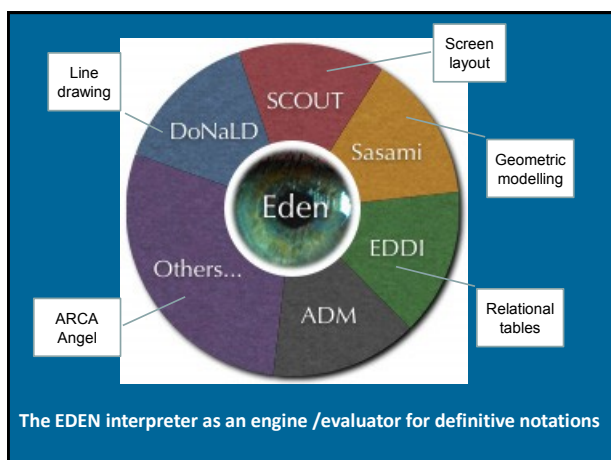 Screen
layout
Line
drawing
SCOUT
DoNaLD
Sasami
Geometric
modelling
Eden
EDDI
Others...
ADM
Relational
tables
ARCA
Angel
The EDEN interpreter as an engine /evaluator for definitive notations